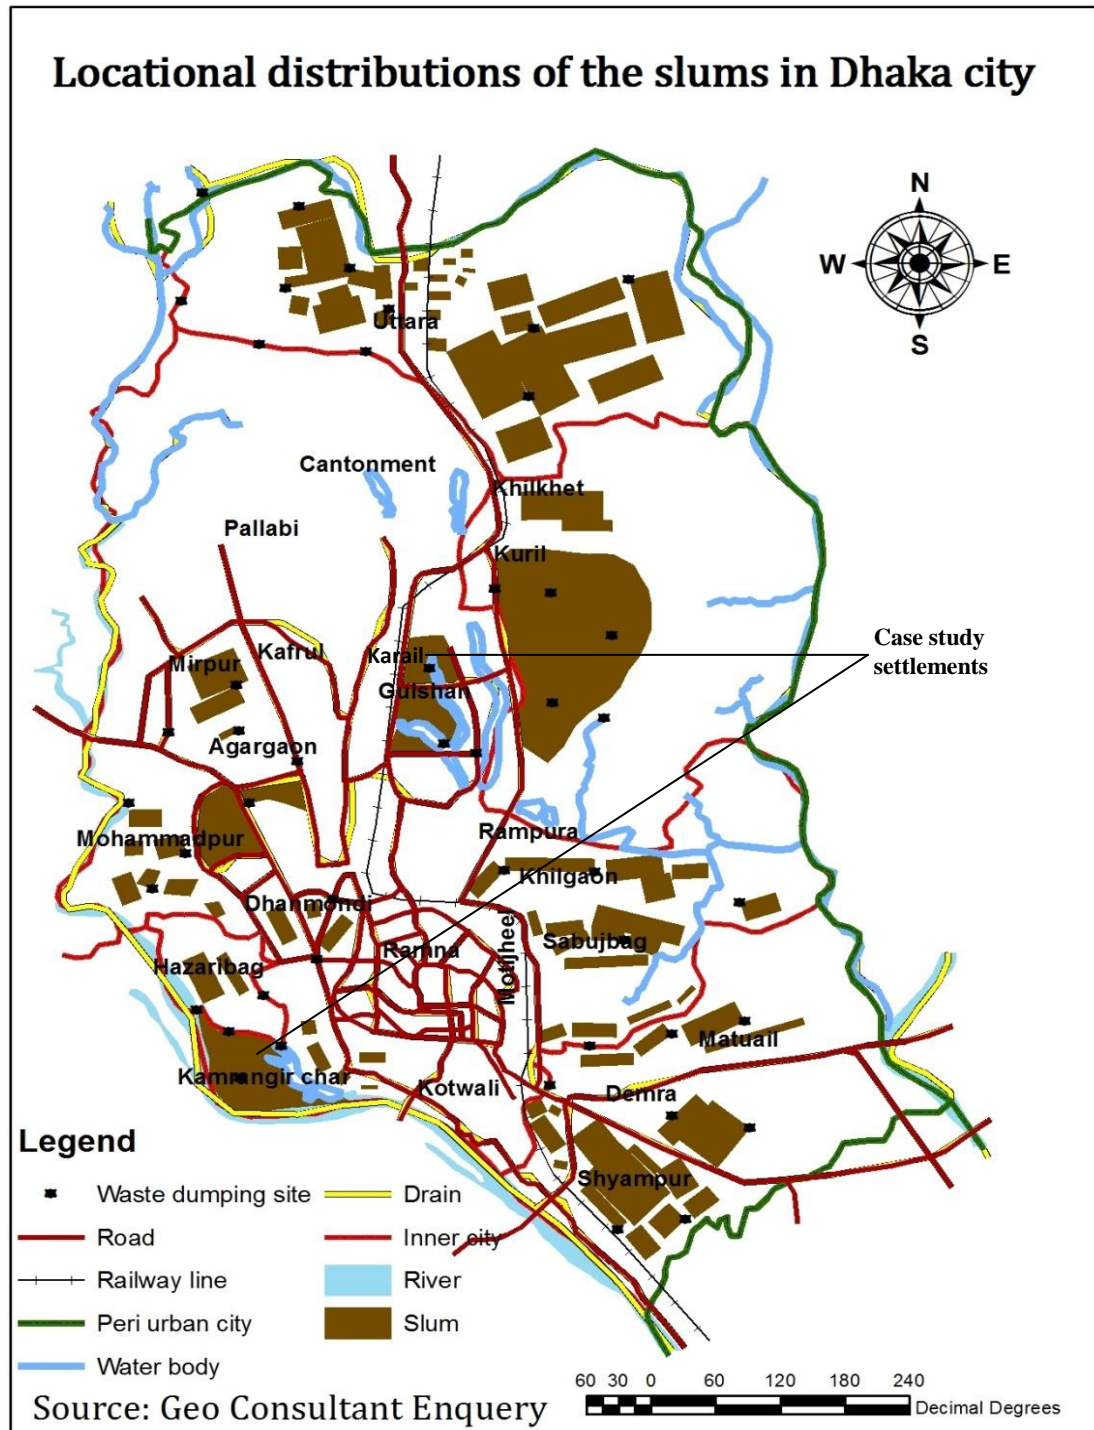 Locational distributions of the slums in Dhaka city
N
W
E
S
Uttara
Cantonment
Khilkhet
Pallabi
Kuril
Case study
settlements
Kafrul
Karail
Mirpur
Gulshan
Agargaon
Rampura
Mohammadpur
Khilgaon
Dhanmondi
Motijheel
Sabujbag
Ramna
Hazaribag
Matuail
Kamrangir char
Kotwali
Demra
Shyampur
Legend
Waste dumping site
Drain
Road
Inner city
Railway line
River
Peri urban city
Slum
Water body
60 30 0 60 120 180 240
Decimal Degrees
Source: Geo Consultant Enquery